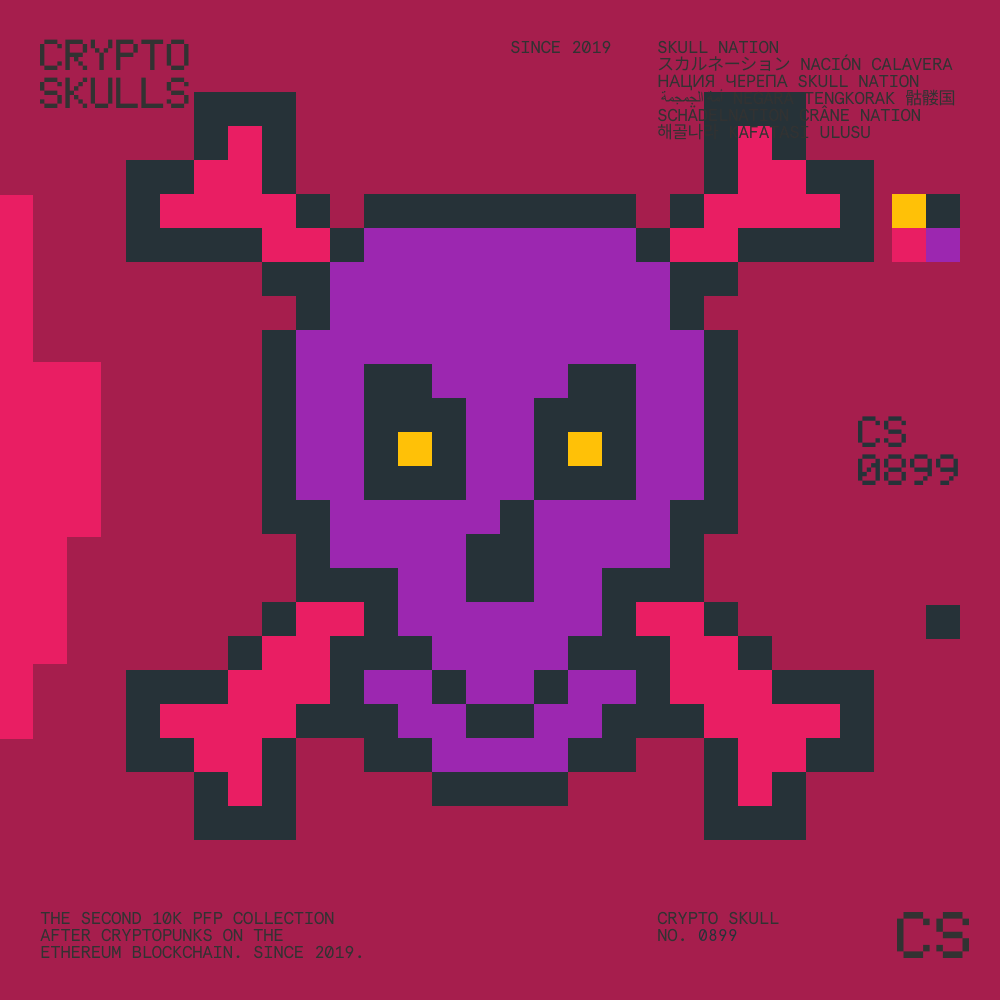 CRYPTO
SKULLS
SINCE 2019
SKULL NATION
スカルネーション NACIÓN CALAVERA
НАЦИЯ ЧЕРЕПА SKULL NATION
TENGKORAK 骷髅国
CRÂNE NATION
해골 ULUSU
CS
0899
THE SECOND 10K PFP COLLECTION
AFTER CRYPTOPUNKS ON THE
ETHEREUM BLOCKCHAIN. SINCE 2019.
CRYPTO SKULL
NO. 0899
CS